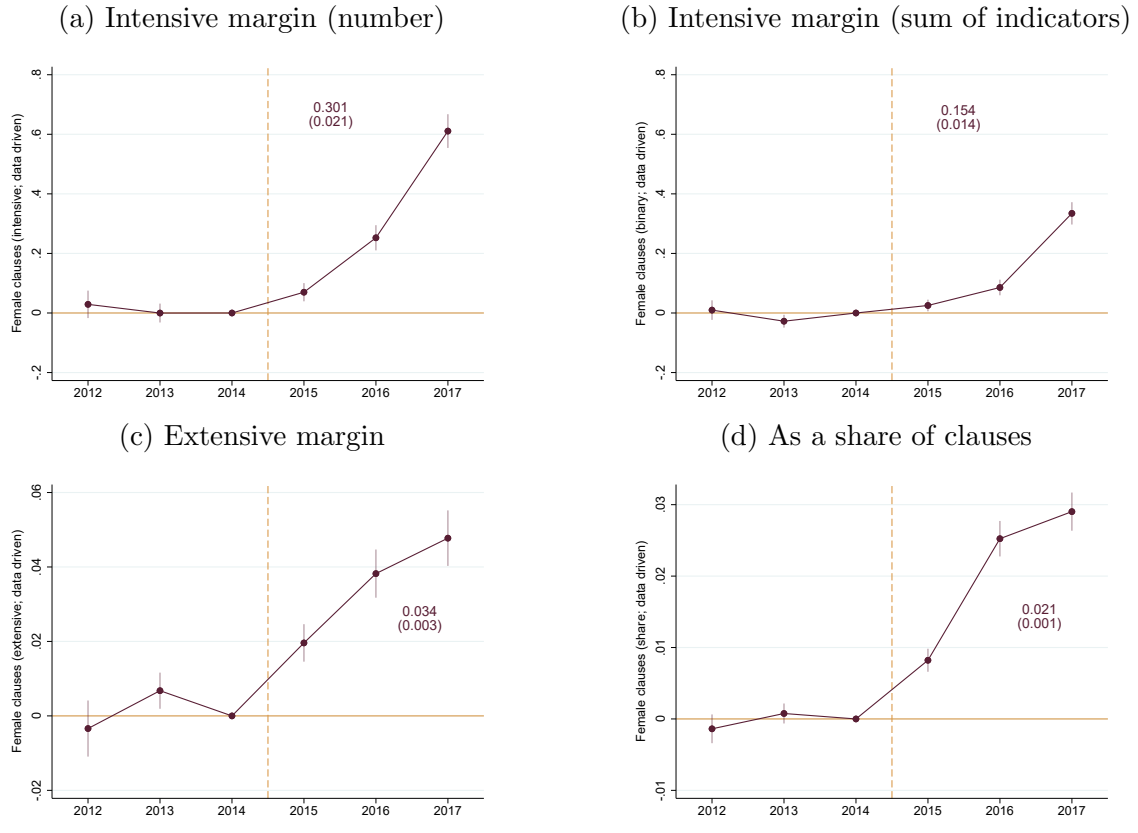 (a) Intensive margin (number)
Female clauses (intensive; data driven)
.8
.6
.4
.2
0
-.2
0.301
(0.021)
2012 2013 2014 2015 2016 2017
(b) Intensive margin (sum of indicators)
Female clauses (binary; data driven)
.8
.6
.4
.2
0
-.2
0.154
(0.014)
2012 2013 2014 2015 2016 2017
(c) Extensive margin
Female clauses (extensive; data driven)
.06
.04
.02
0
-.02
0.034
(0.003)
2012 2013 2014 2015 2016 2017
(d) As a share of clauses
Female clauses (share; data driven)
.03
.02
.01
0
-.01
0.021
(0.001)
2012 2013 2014 2015 2016 2017